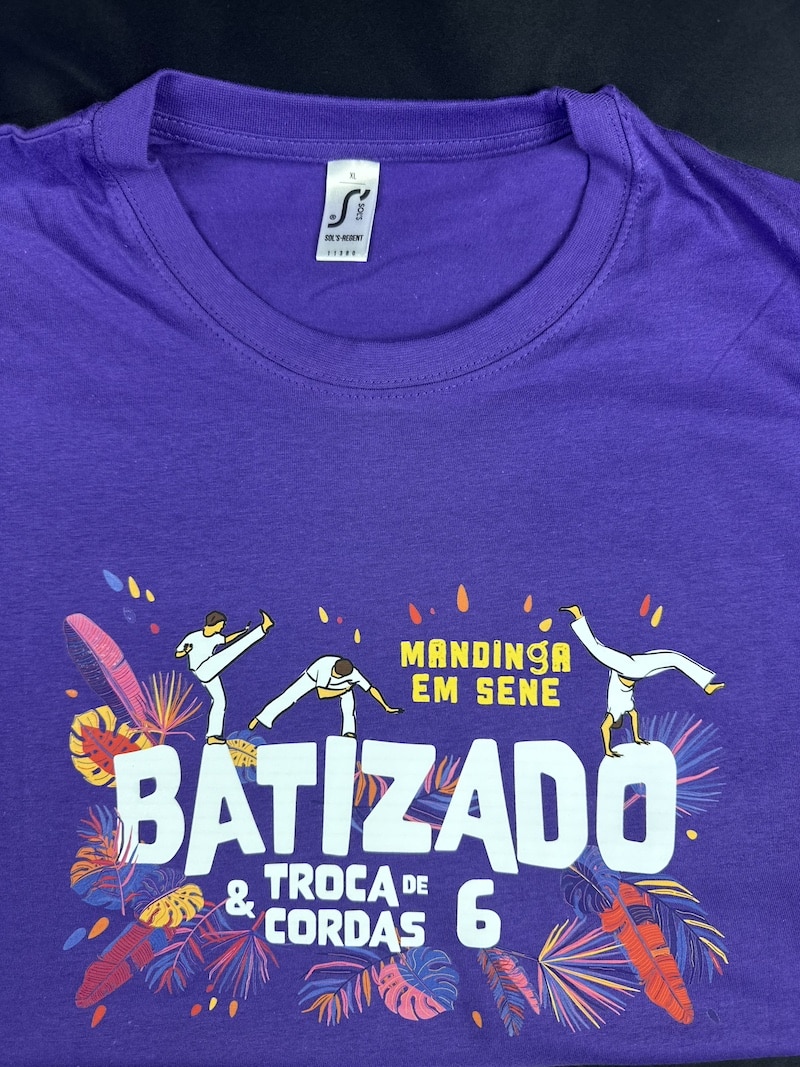 XL
SOL'S
®
SOL'S-REGENT
11380
MANDINGA
EM SENE
BATIZADO
& TROCA DE
CORDAS 6